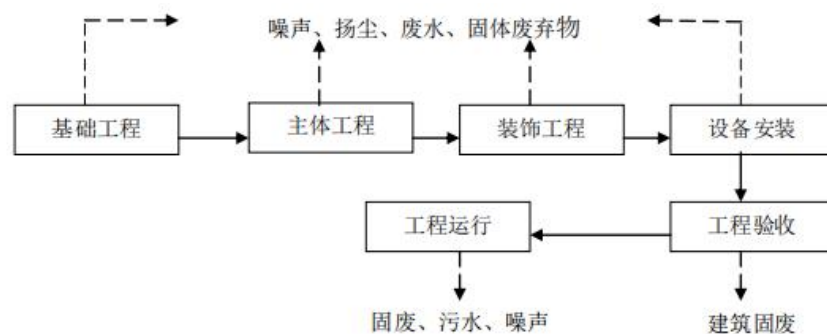 噪声、扬尘、废水、固体废弃物
基础工程
主体工程
装饰工程
设备安装
工程运行
工程验收
固废、污水、噪声
建筑固废